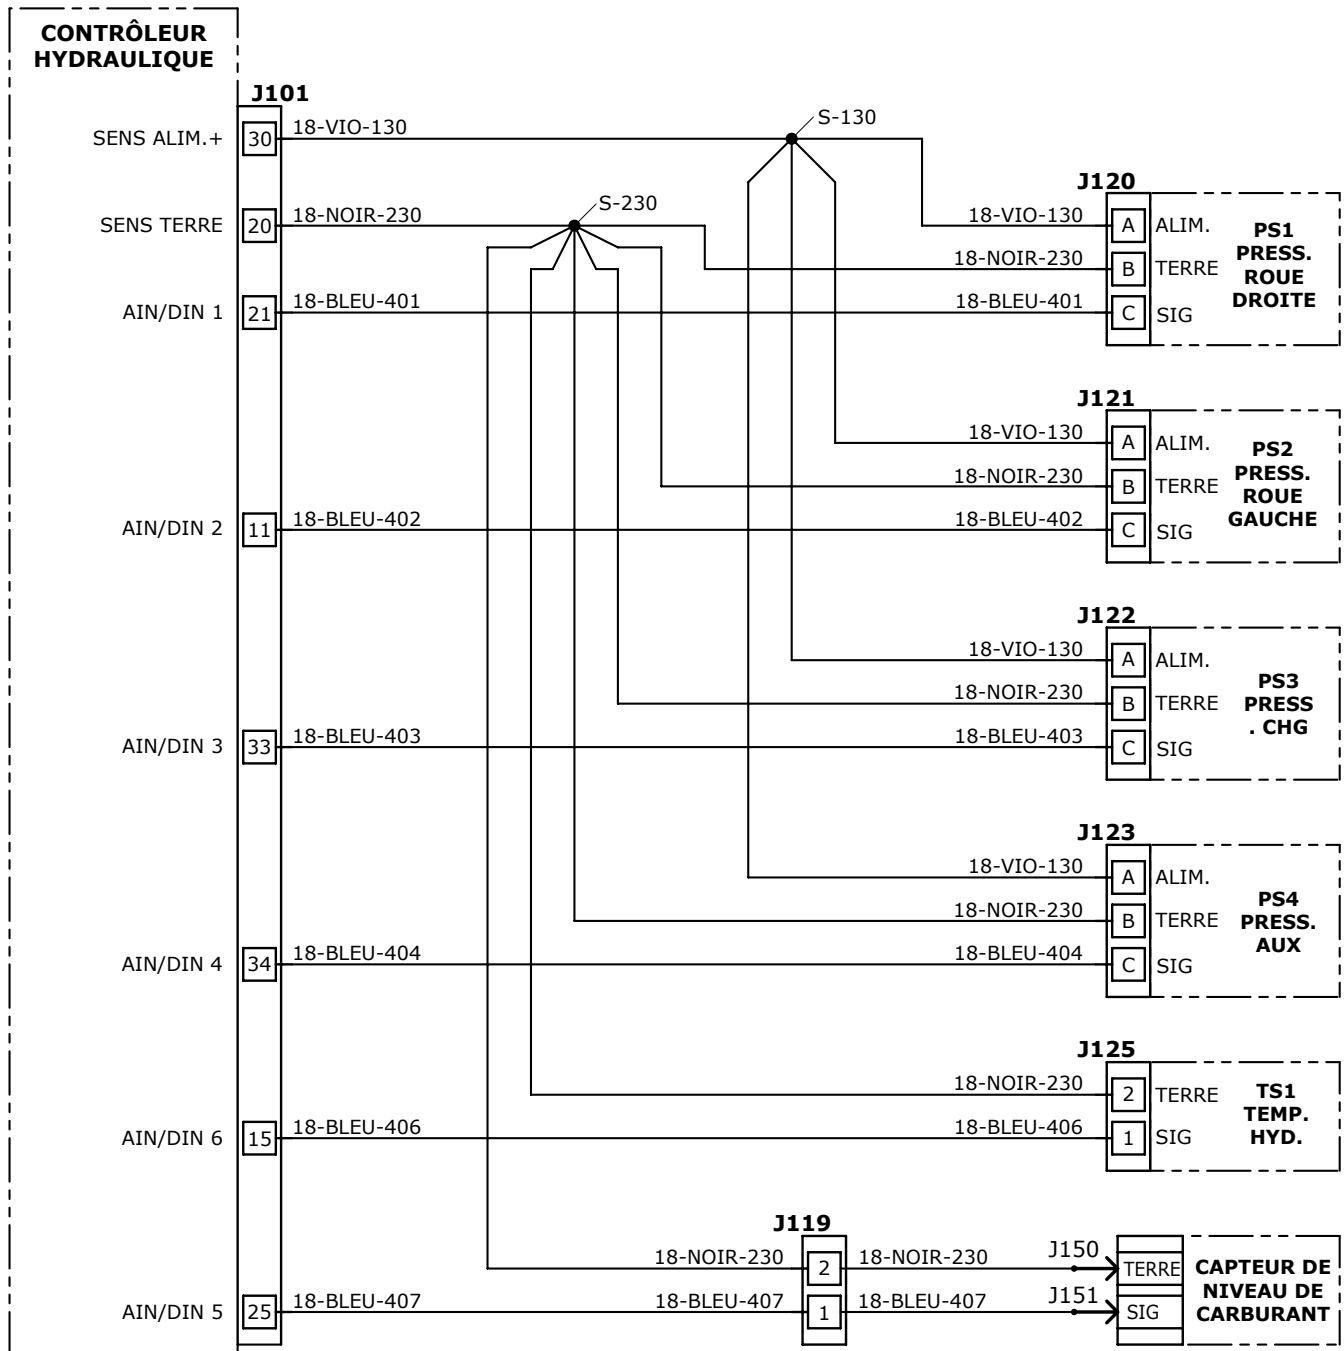 CONTRÔLEUR
HYDRAULIQUE
J101
SENS ALIM.+ 30 18-VIO-130 S-130
J120
SENS TERRE 20 18-NOIR-230 S-230 18-VIO-130 A ALIM.
18-NOIR-230 B TERRE
AIN/DIN 1 21 18-BLEU-401 18-BLEU-401 C SIG
PS1
PRESS.
ROUE
DROITE
J121
18-VIO-130 A ALIM.
18-NOIR-230 B TERRE
AIN/DIN 2 11 18-BLEU-402 18-BLEU-402 C SIG
PS2
PRESS.
ROUE
GAUCHE
J122
18-VIO-130 A ALIM.
18-NOIR-230 B TERRE
AIN/DIN 3 33 18-BLEU-403 18-BLEU-403 C SIG
PS3
PRESS
. CHG
J123
18-VIO-130 A ALIM.
18-NOIR-230 B TERRE
AIN/DIN 4 34 18-BLEU-404 18-BLEU-404 C SIG
PS4
PRESS.
AUX
J125
18-NOIR-230 2 TERRE
AIN/DIN 6 15 18-BLEU-406 18-BLEU-406 1 SIG
TS1
TEMP.
HYD.
J119
18-NOIR-230 2 18-NOIR-230 J150 TERRE
AIN/DIN 5 25 18-BLEU-407 18-BLEU-407 1 18-BLEU-407 J151 SIG
CAPTEUR DE
NIVEAU DE
CARBURANT